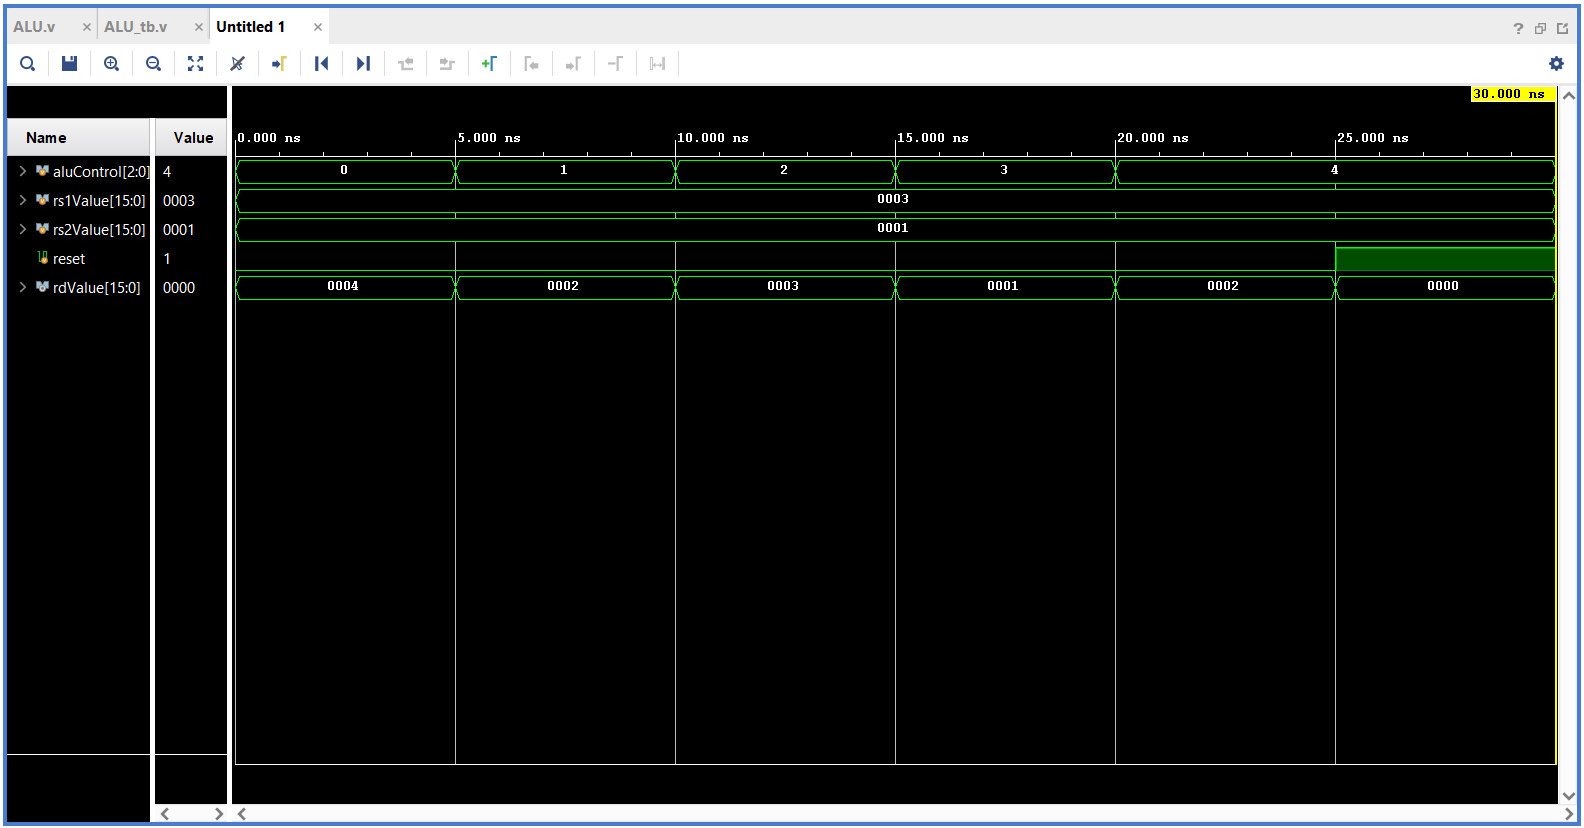 ALU.v × ALU_tb.v × Untitled 1 ×
?
30.000 ns
Name Value
0.000 ns 5.000 ns 10.000 ns 15.000 ns 20.000 ns 25.000 ns
aluControl[2:0] 4 0 1 2 3 4
rs1Value[15:0] 0003 0003
rs2Value[15:0] 0001 0001
reset 1
rdValue[15:0] 0000 0004 0002 0003 0001 0002 0000